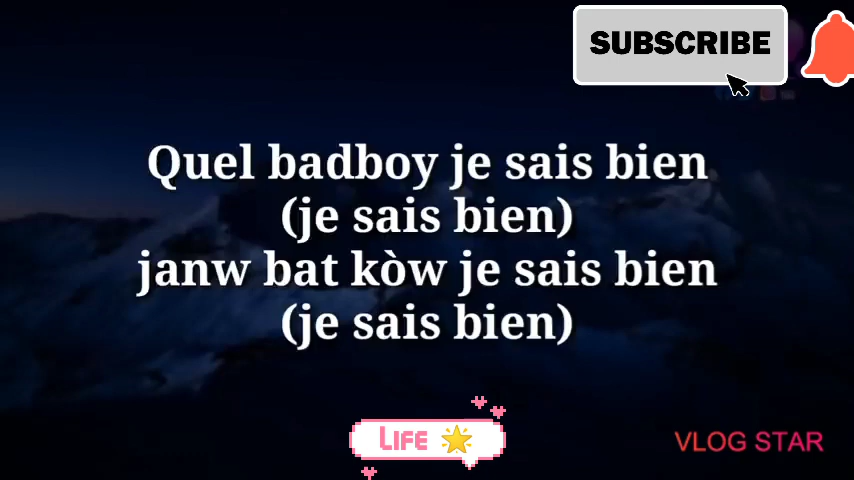 SUBSCRIBE
Quel badboy je sais bien
(je sais bien)
janw bat kòw je sais bien
(je sais bien)
LIFE
VLOG STAR